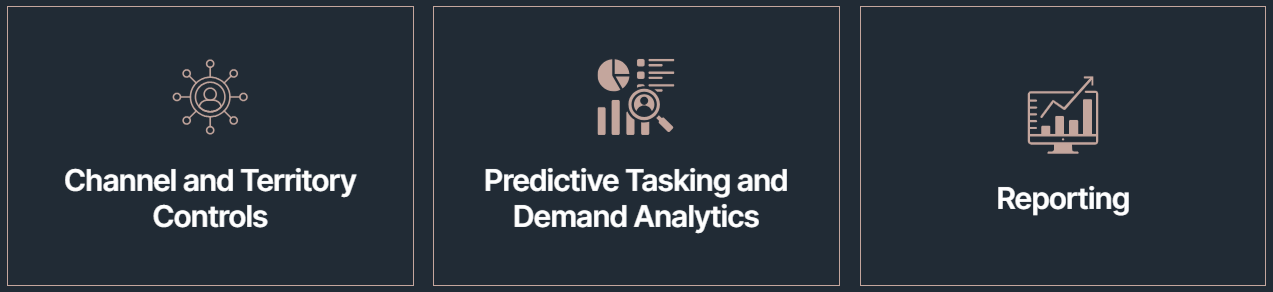 Channel and Territory
Controls
Predictive Tasking and
Demand Analytics
Reporting